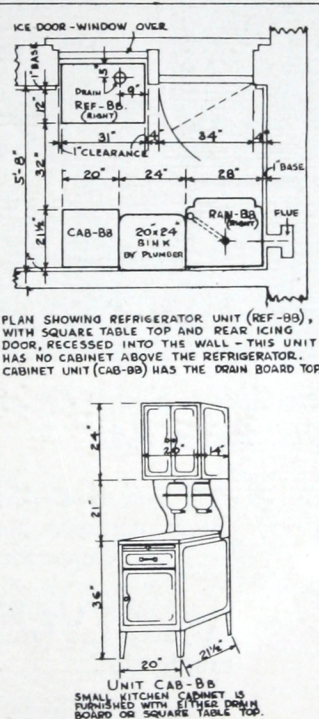 ICE DOOR-WINDOW OVER
1" BASE
5"
DRAIN
9"
REF-BB.
(RIGHT)
12"
31"
4"
34"
4"
1" CLEARANCE
5'-8"
32"
20"
24"
28"
1" BASE
21½"
CAB-BB
20"x24"
SINK
BY PLUMBER
RAN-BB
(RIGHT)
FLUE
1"
PLAN SHOWING REFRIGERATOR UNIT (REF-BB),
WITH SQUARE TABLE TOP AND REAR ICING
DOOR, RECESSED INTO THE WALL - THIS UNIT
HAS NO CABINET ABOVE THE REFRIGERATOR.
CABINET UNIT (CAB-BB) HAS THE DRAIN BOARD TOP
24"
20"
14"
21"
36"
20"
21½"
UNIT CAB-BB
SMALL KITCHEN CABINET IS
FURNISHED WITH EITHER DRAIN
BOARD OR SQUARE TABLE TOP.